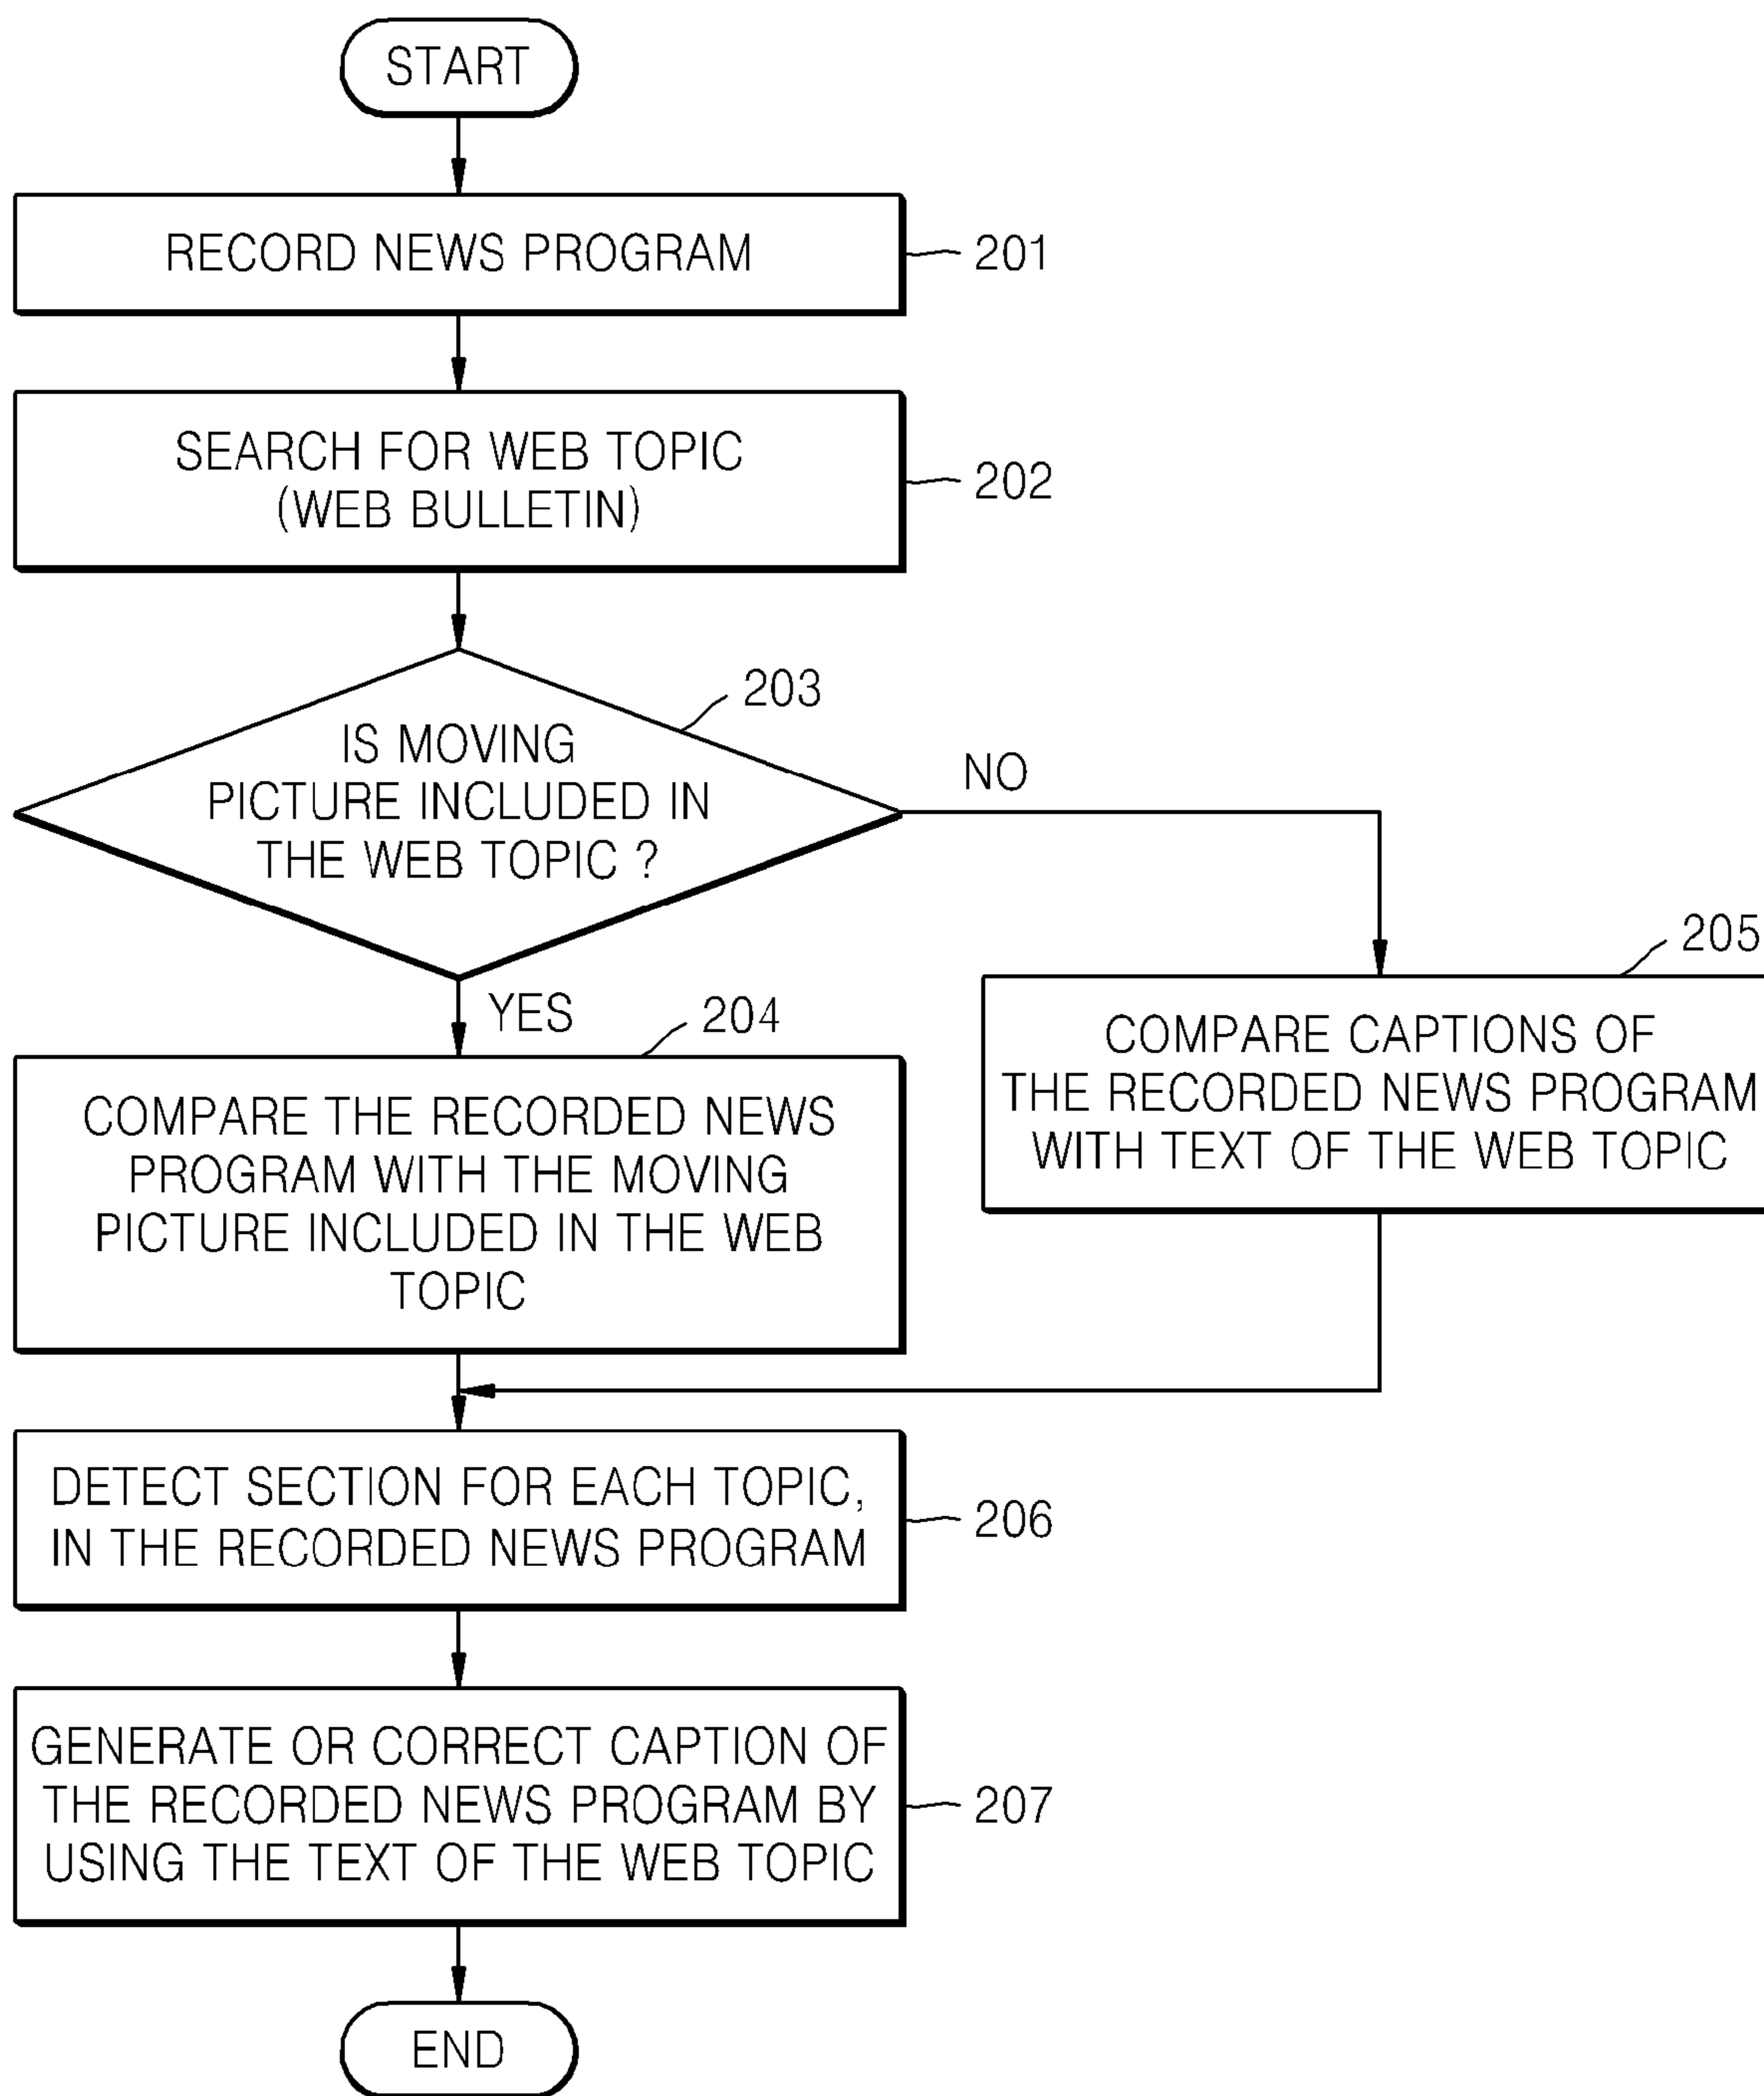 START
RECORD NEWS PROGRAM
201
SEARCH FOR WEB TOPIC
(WEB BULLETIN)
202
203
IS MOVING
PICTURE INCLUDED IN
THE WEB TOPIC ?
NO
YES
204
COMPARE THE RECORDED NEWS
PROGRAM WITH THE MOVING
PICTURE INCLUDED IN THE WEB
TOPIC
205
COMPARE CAPTIONS OF
THE RECORDED NEWS PROGRAM
WITH TEXT OF THE WEB TOPIC
DETECT SECTION FOR EACH TOPIC,
IN THE RECORDED NEWS PROGRAM
206
GENERATE OR CORRECT CAPTION OF
THE RECORDED NEWS PROGRAM BY
USING THE TEXT OF THE WEB TOPIC
207
END